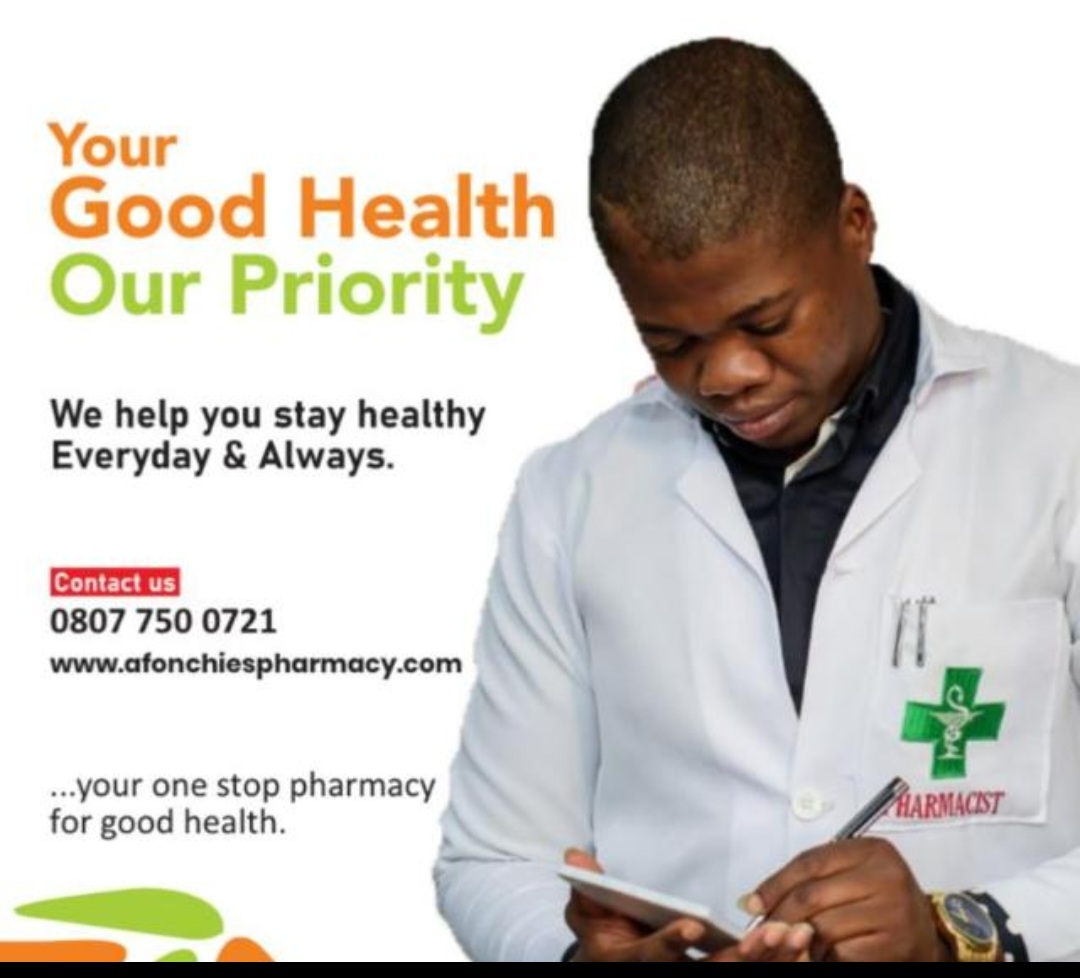 Your
Good Health
Our Priority
We help you stay healthy
Everyday & Always.
Contact us
0807 750 0721
www.afonchiespharmacy.com
...your one stop pharmacy
for good health.
PHARMACIST